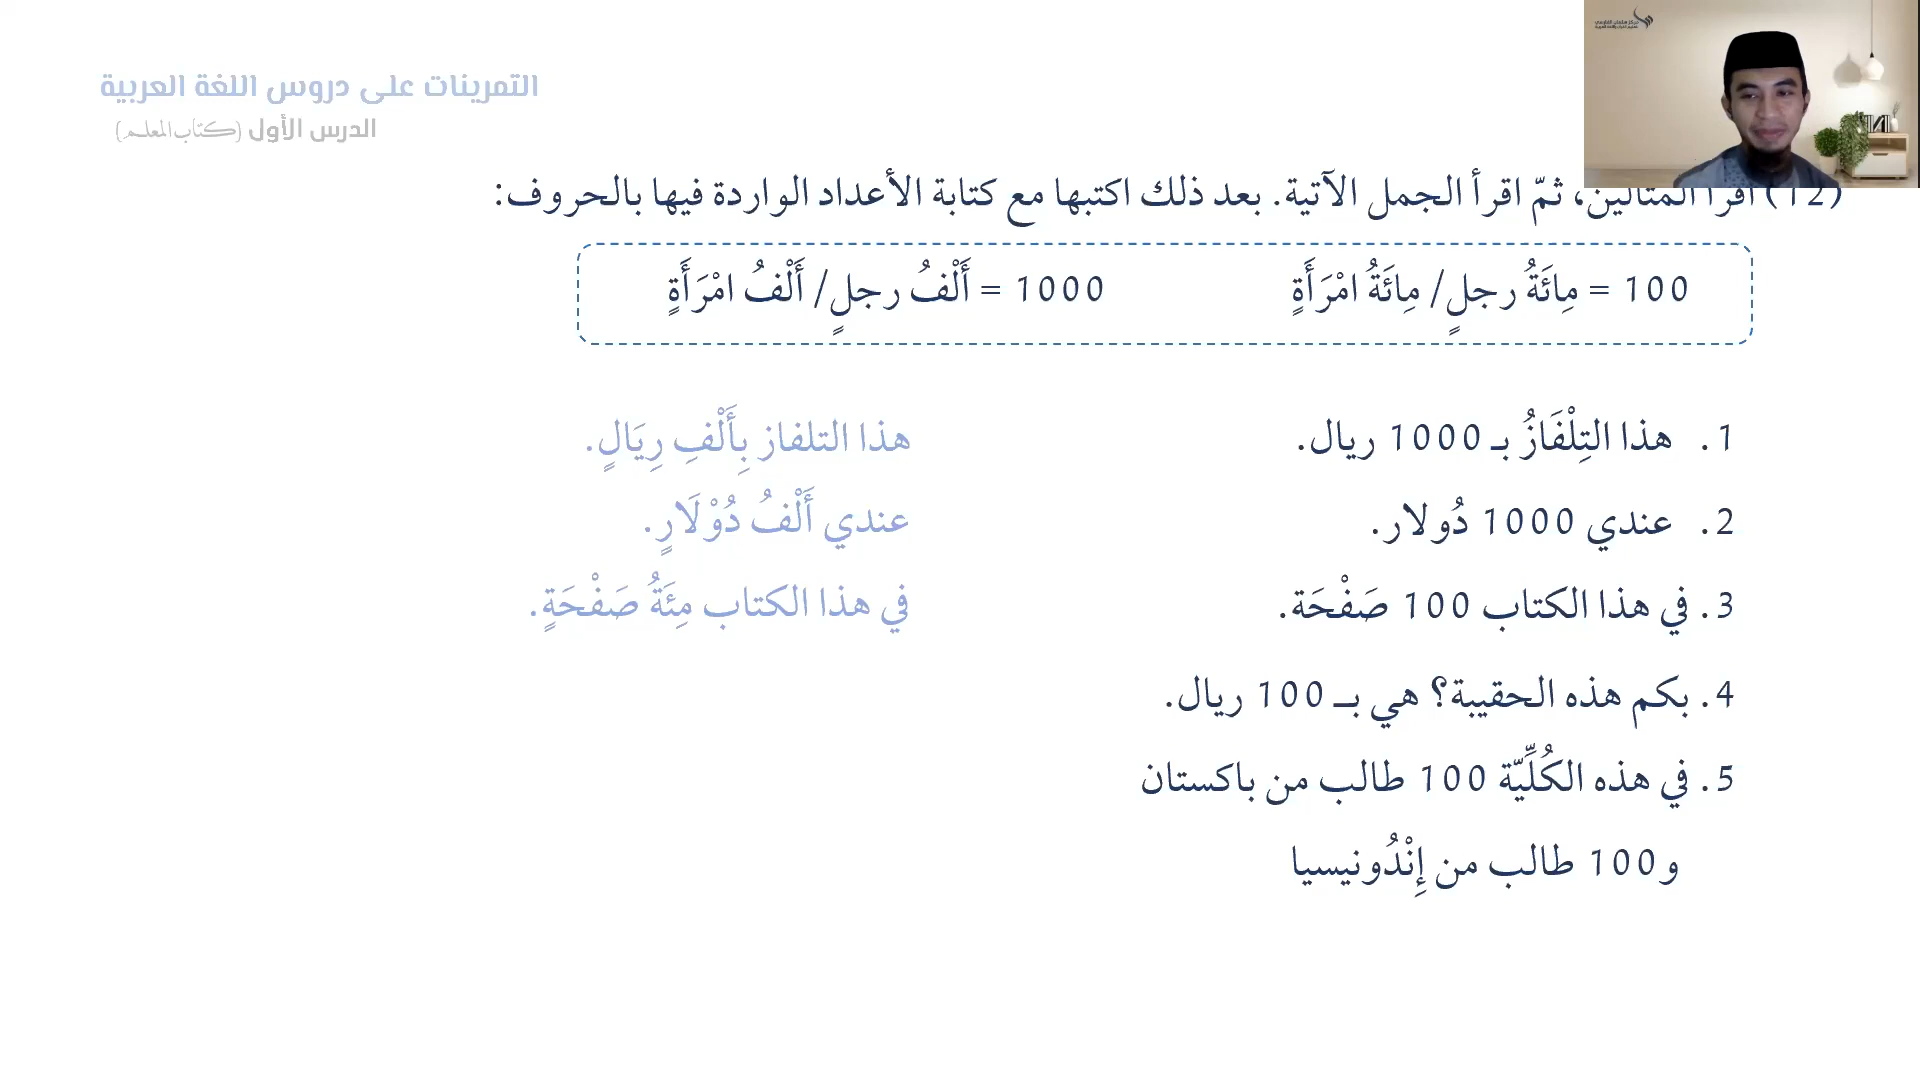 التمرينات على دروس اللغة العربية
الدرس الأول (كتاب المعلم)
(12) اقرأ المثالين، ثمّ اقرأ الجمل الآتية. بعد ذلك اكتبها مع كتابة الأعداد الواردة فيها بالحروف:
100 = مِائَةُ رجلٍ/ مِائَةُ امْرَأَةٍ
1000 = أَلْفُ رجلٍ/ أَلْفُ امْرَأَةٍ
1. هذا التِلْفَازُ بـ 1000 ريال.
هذا التلفاز بِأَلْفِ رِيَالٍ.
2. عندي 1000 دُولار.
عندي أَلْفُ دُوْلَارٍ.
3. في هذا الكتاب 100 صَفْحَة.
في هذا الكتاب مِئَةُ صَفْحَةٍ.
4. بكم هذه الحقيبة؟ هي بـ 100 ريال.
5. في هذه الكُلِّيّة 100 طالب من باكستان
و100 طالب من إِنْدُونيسيا